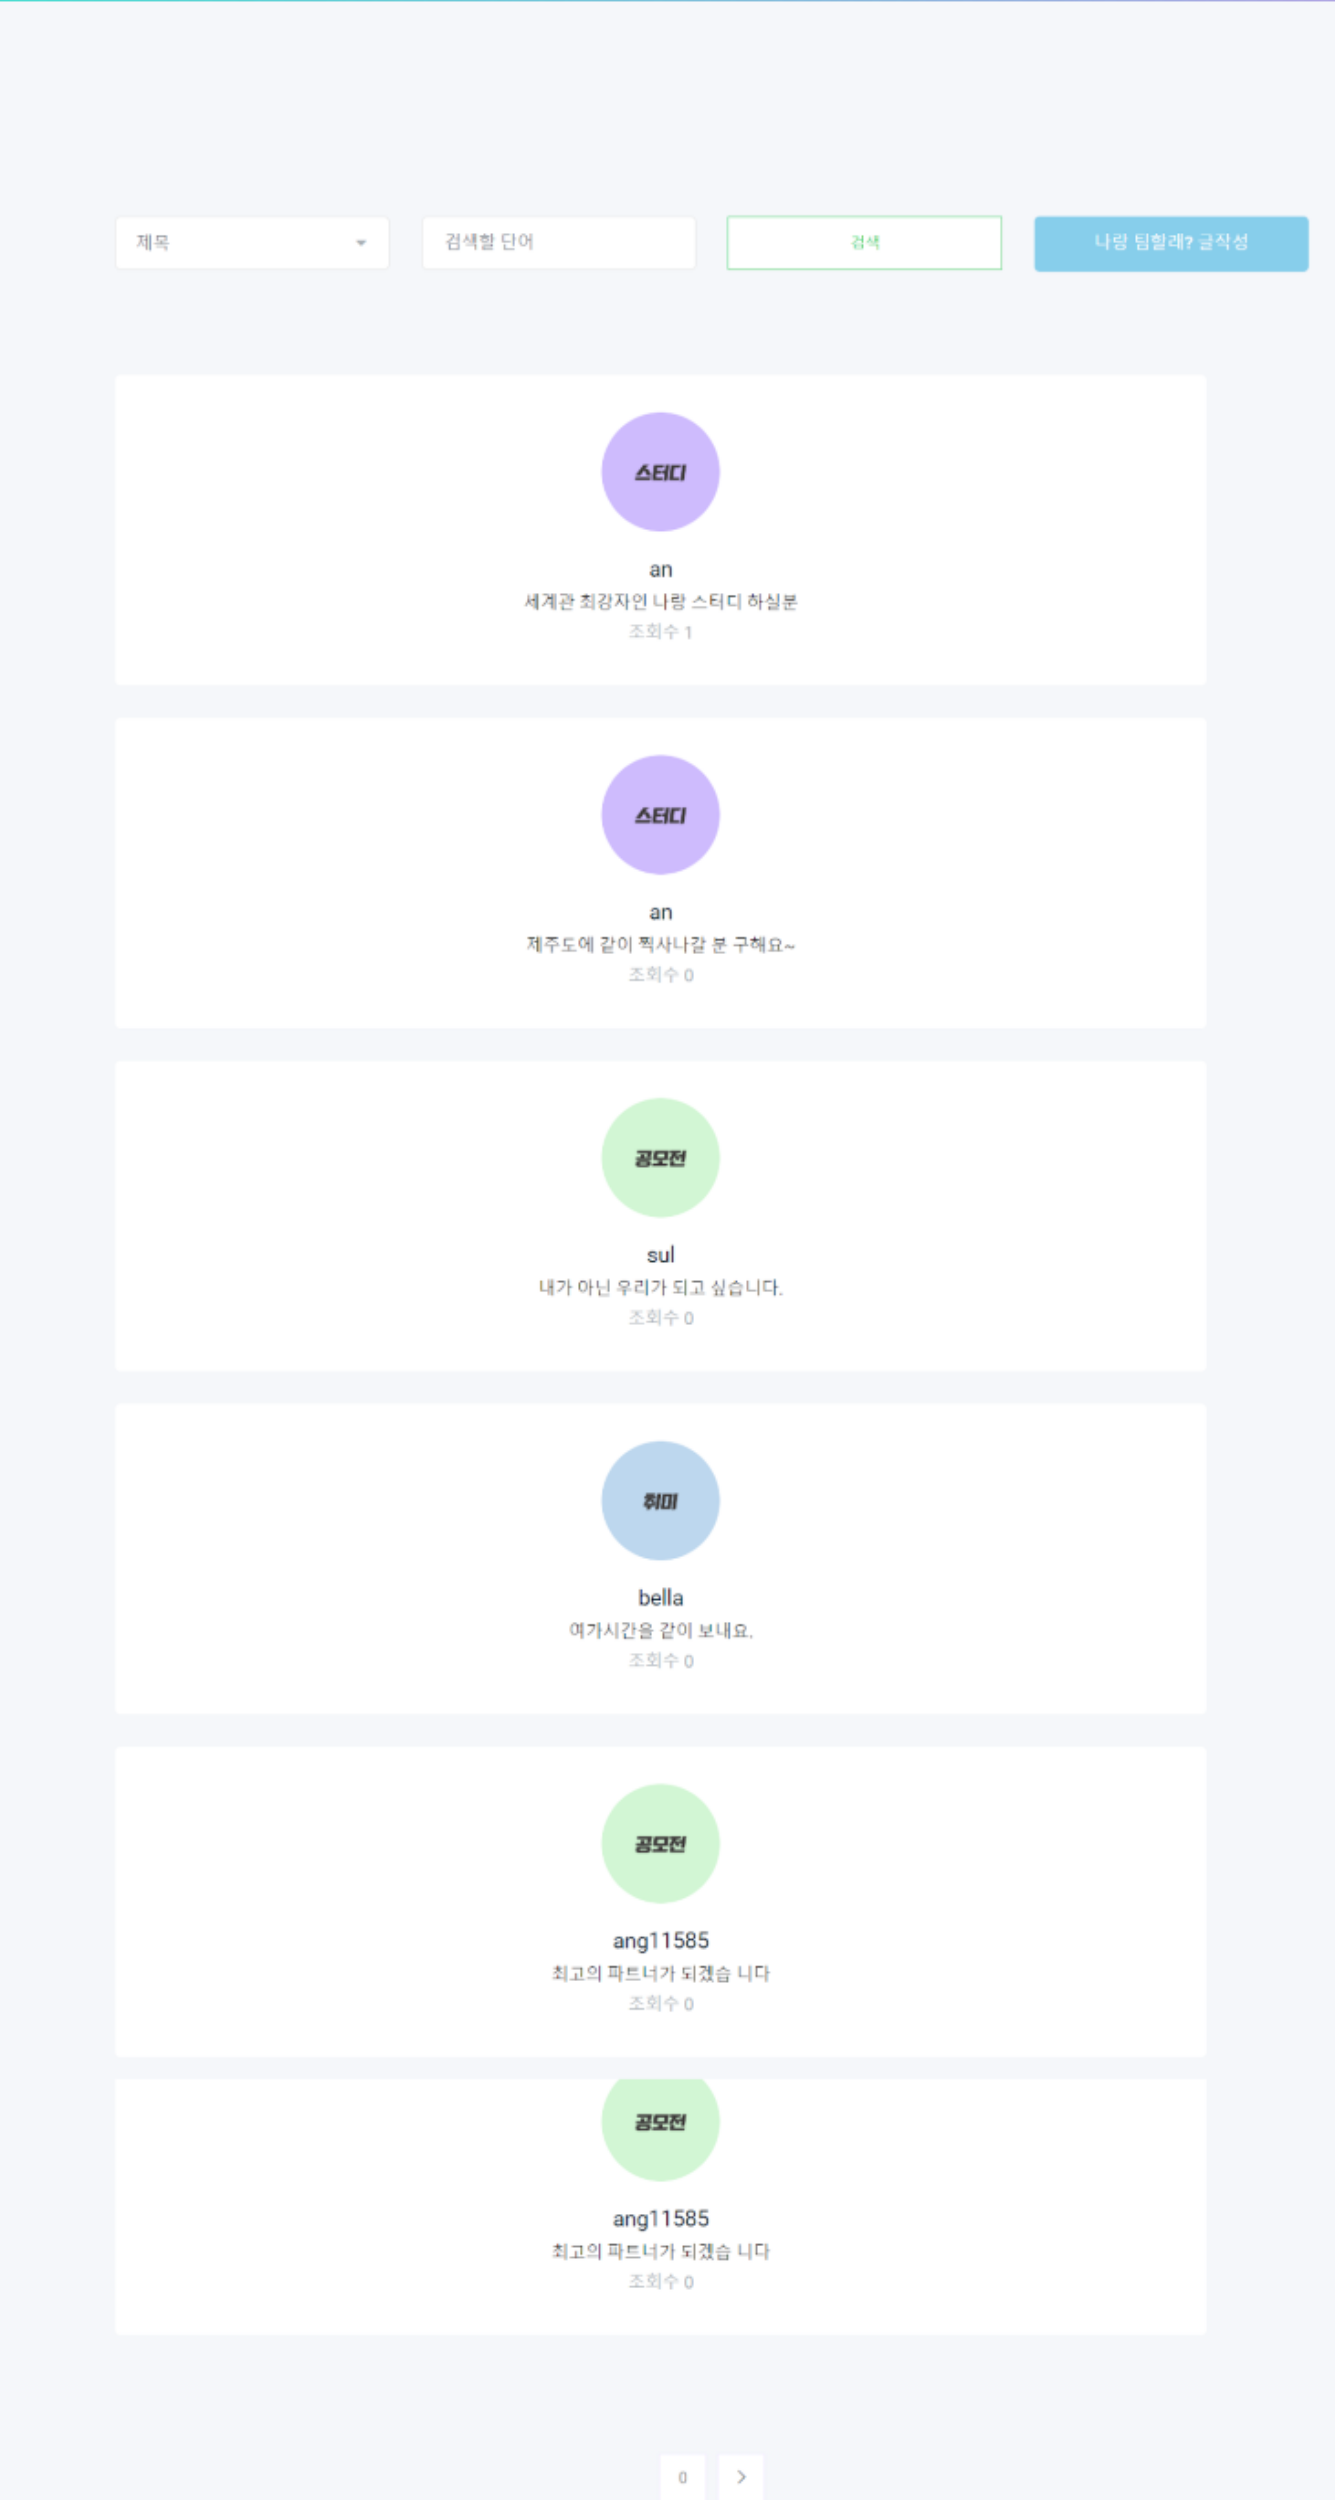 제목
검색할 단어
검색
나랑 팀할래? 글작성
스터디
an
세계관 최강자인 나랑 스터디 하실분
조회수 1
스터디
an
제주도에 같이 찍사나갈 분 구해요~
조회수 0
공모전
sul
내가 아닌 우리가 되고 싶습니다.
조회수 0
취미
bella
여가시간을 같이 보내요.
조회수 0
공모전
ang11585
최고의 파트너가 되겠습 니다
조회수 0
공모전
ang11585
최고의 파트너가 되겠습 니다
조회수 0
0 >